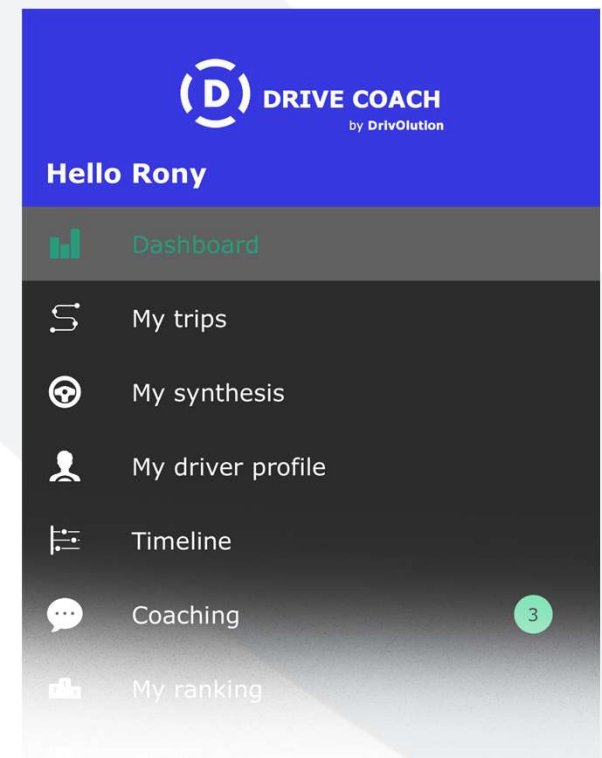 D DRIVE COACH
by DrivOlution
Hello Rony
Dashboard
My trips
My synthesis
My driver profile
Timeline
Coaching 3
My ranking